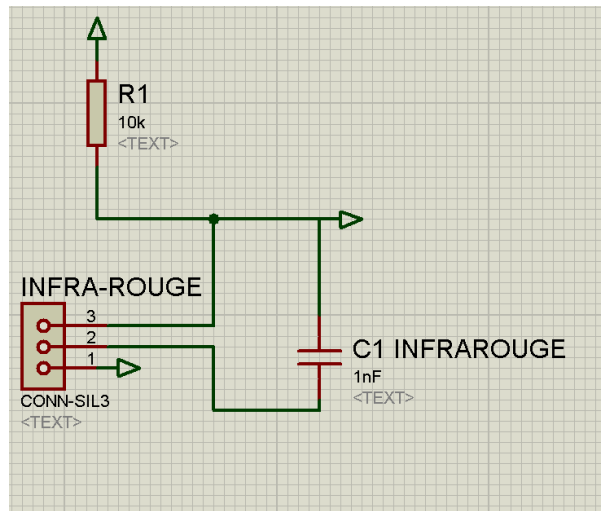 R1
10k
<TEXT>
INFRA-ROUGE
3
2
1
CONN-SIL3
<TEXT>
C1 INFRAROUGE
1nF
<TEXT>